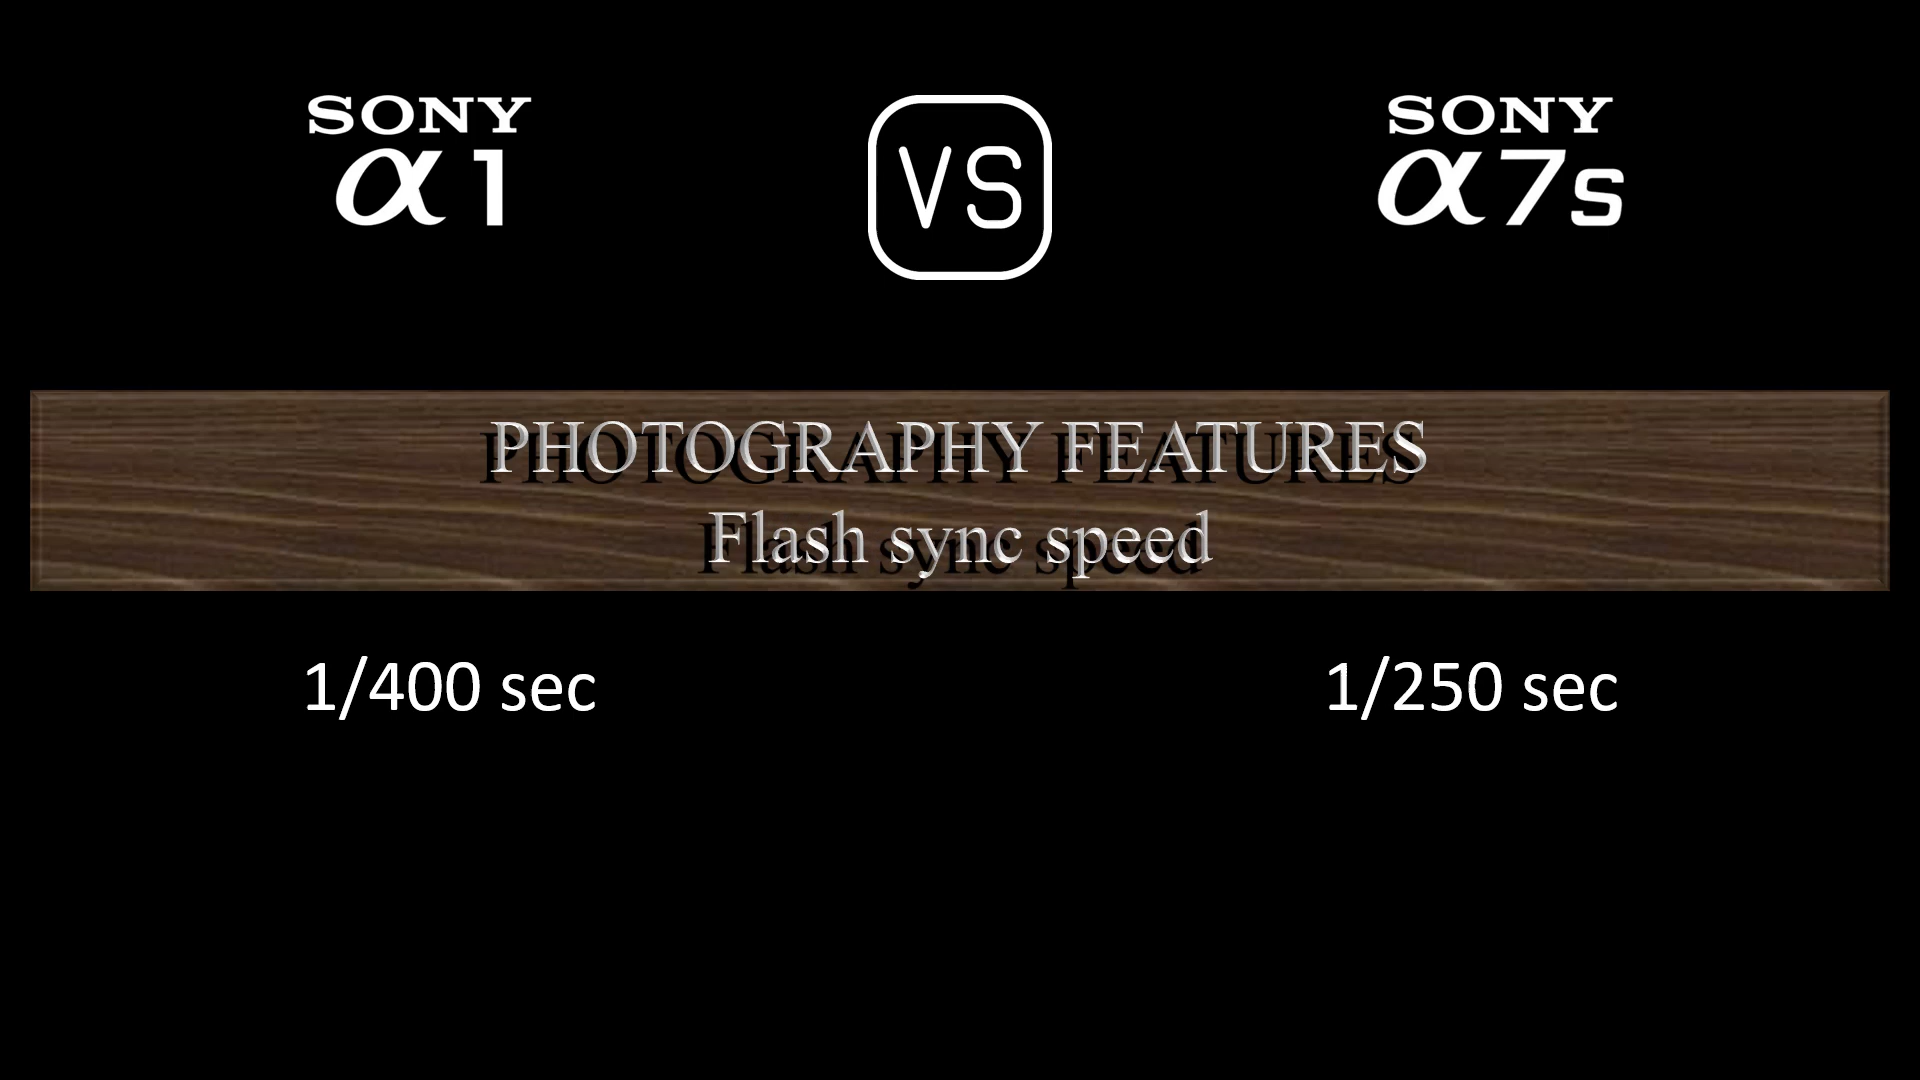 SONY
α1
VS
SONY
α7s
PHOTOGRAPHY FEATURES
Flash sync speed
1/400 sec
1/250 sec